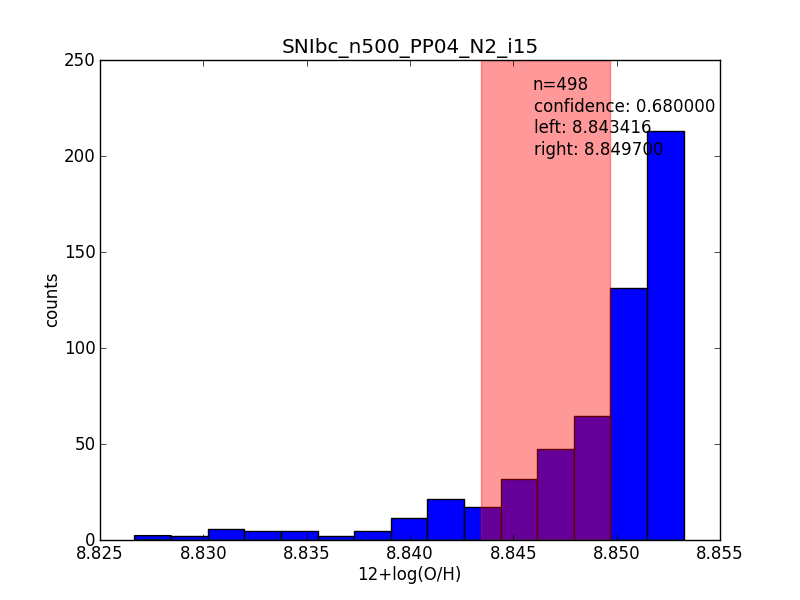 SNIbc_n500_PP04_N2_i15
250
200
150
100
50
0
counts
n=498
confidence: 0.680000
left: 8.843416
right: 8.849700
8.825 8.830 8.835 8.840 8.845 8.850 8.855
12+log(O/H)